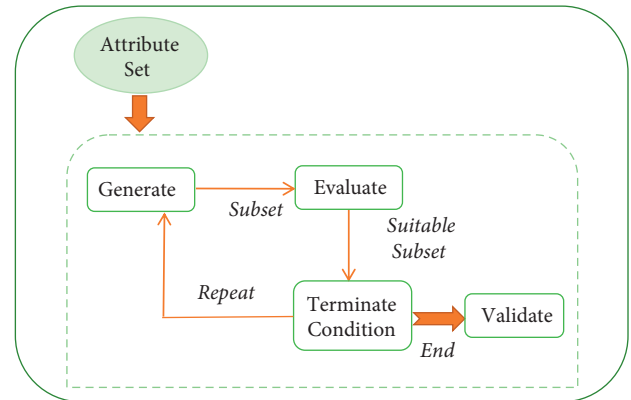 Attribute
Set
Generate
Subset
Evaluate
Suitable
Subset
Repeat
Terminate
Condition
End
Validate